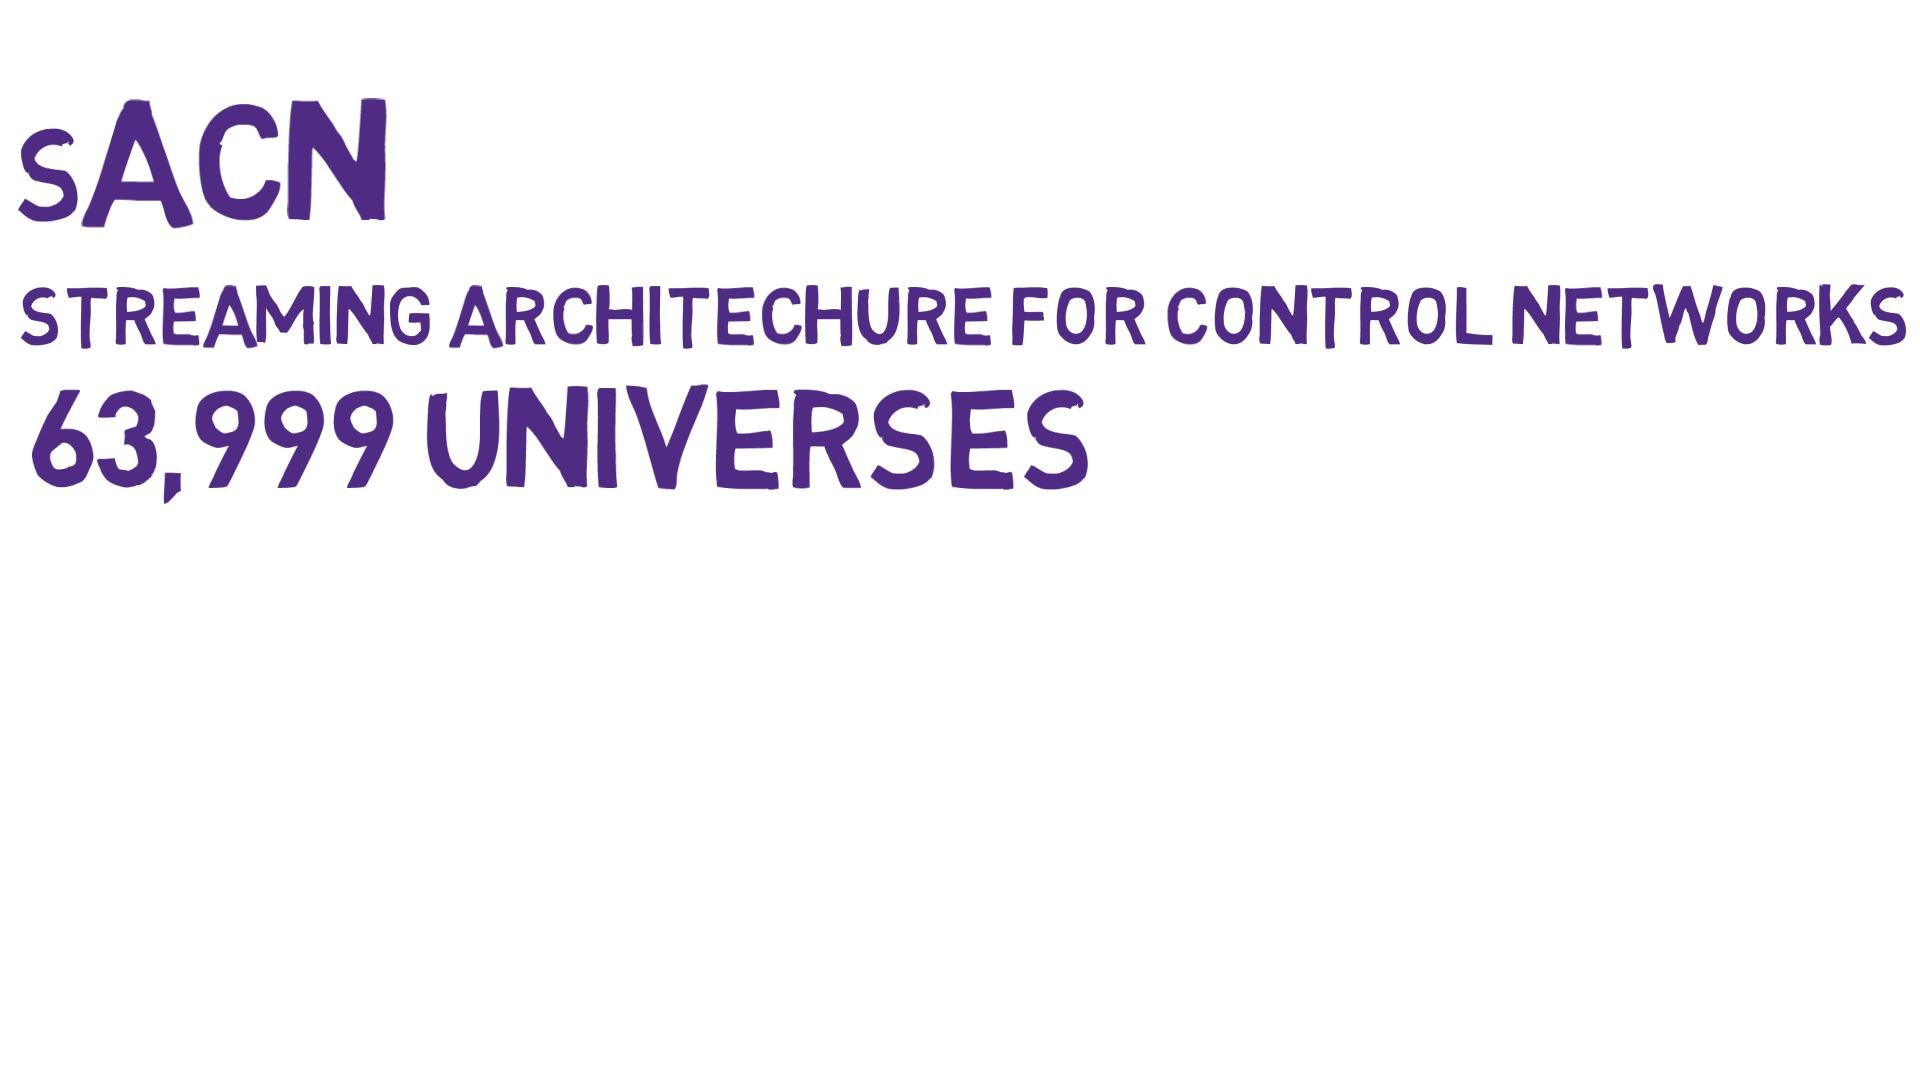 sACN
STREAMING ARCHITECHURE FOR CONTROL NETWORKS
63,999 UNIVERSES